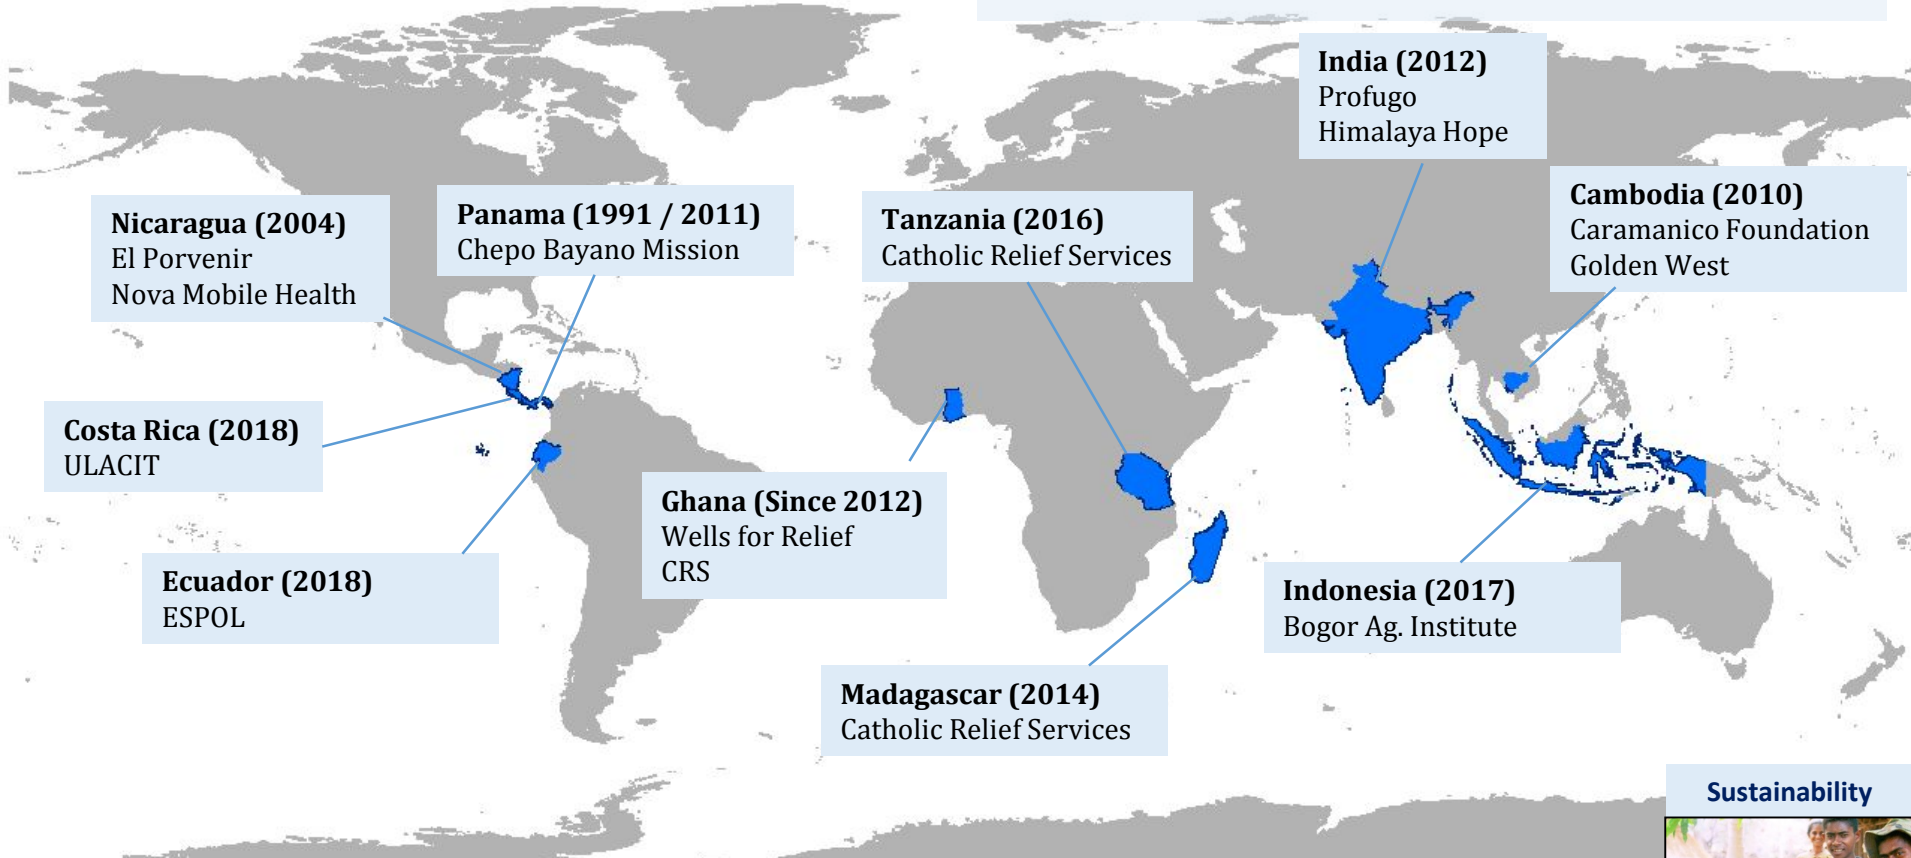 India (2012)
Profugo
Himalaya Hope
Cambodia (2010)
Caramanico Foundation
Golden West
Nicaragua (2004)
El Porvenir
Nova Mobile Health
Panama (1991 / 2011)
Chepo Bayano Mission
Tanzania (2016)
Catholic Relief Services
Costa Rica (2018)
ULACIT
Ghana (Since 2012)
Wells for Relief
CRS
Ecuador (2018)
ESPOL
Indonesia (2017)
Bogor Ag. Institute
Madagascar (2014)
Catholic Relief Services
Sustainability